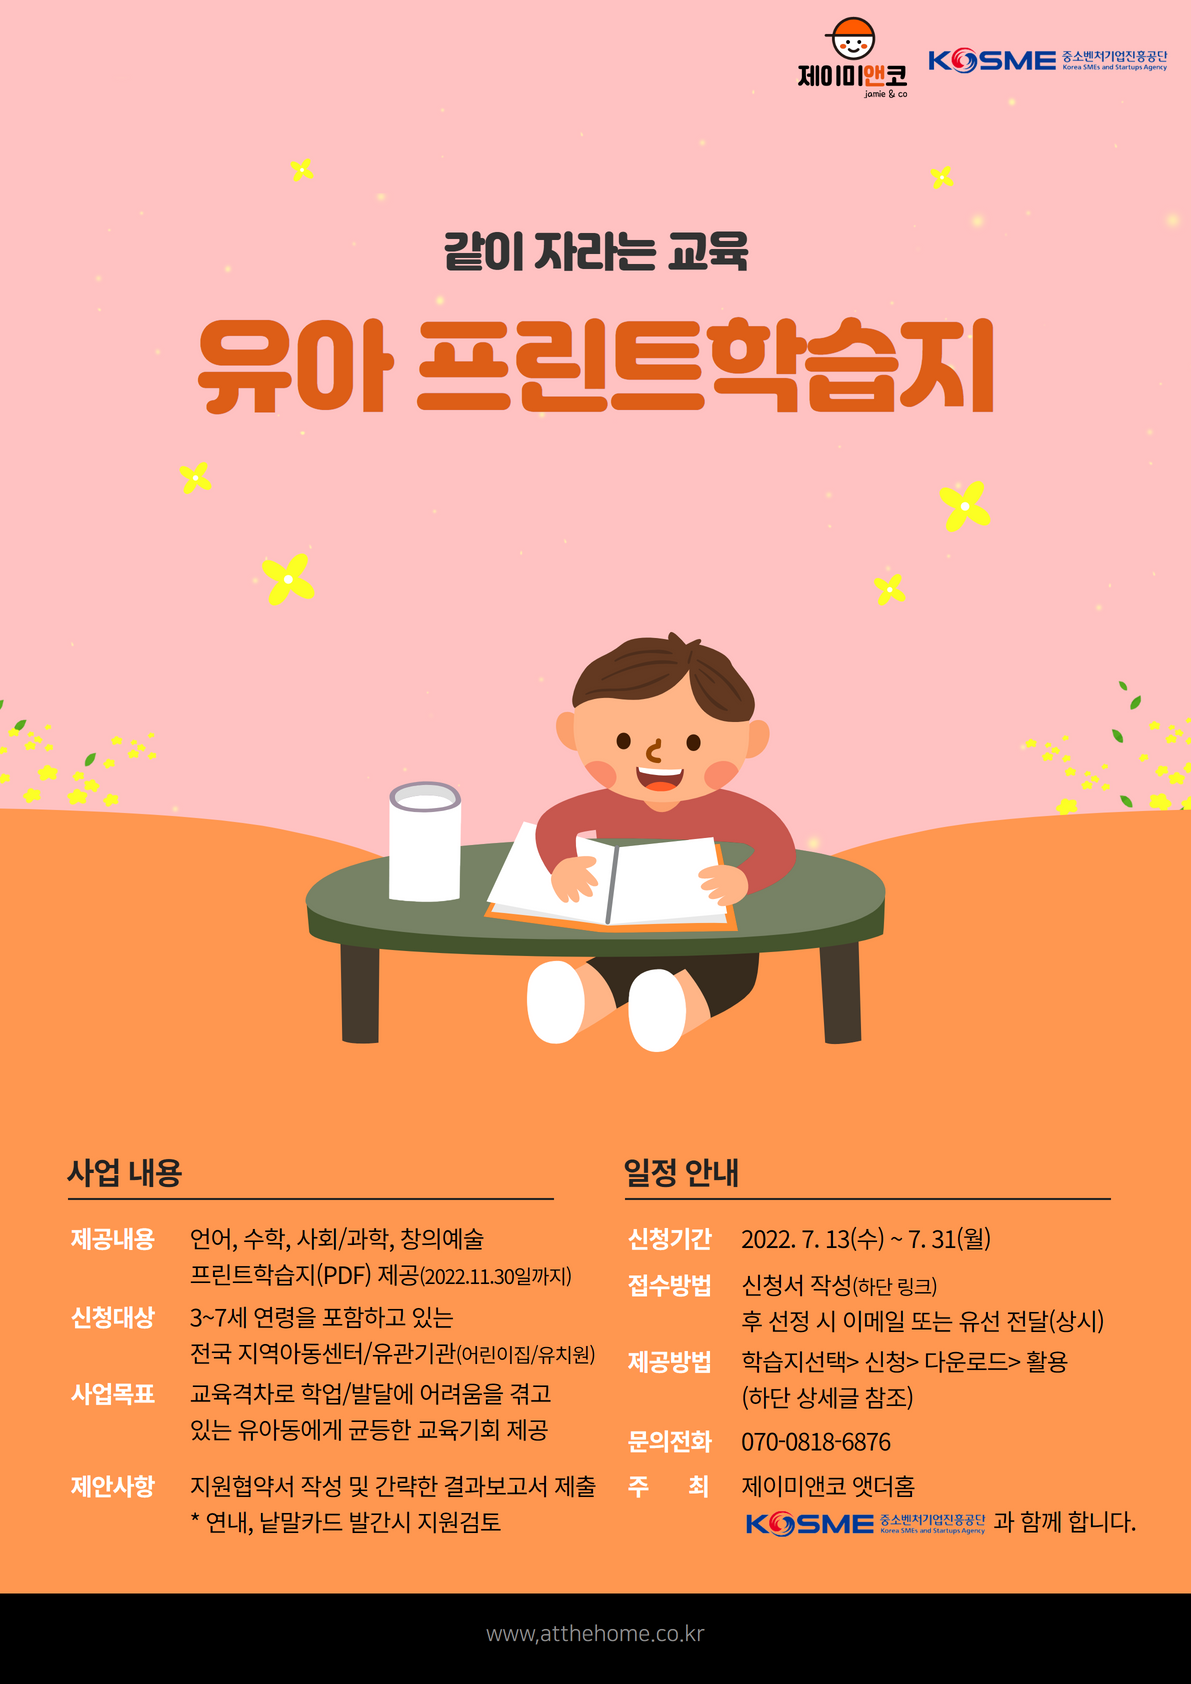 제이미앤코
jamie & co
KOSME 중소벤처기업진흥공단
Korea SMEs and Startups Agency
같이 자라는 교육
유아 프린트학습지
사업 내용
제공내용 언어, 수학, 사회/과학, 창의예술
프린트학습지(PDF) 제공(2022.11.30일까지)
신청대상 3~7세 연령을 포함하고 있는
전국 지역아동센터/유관기관(어린이집/유치원)
사업목표 교육격차로 학업/발달에 어려움을 겪고
있는 유아동에게 균등한 교육기회 제공
제안사항 지원협약서 작성 및 간략한 결과보고서 제출
* 연내, 낱말카드 발간시 지원검토
일정 안내
신청기간 2022. 7. 13(수) ~ 7. 31(월)
접수방법 신청서 작성(하단 링크)
후 선정 시 이메일 또는 유선 전달(상시)
제공방법 학습지선택> 신청> 다운로드> 활용
(하단 상세글 참조)
문의전화 070-0818-6876
주 최 제이미앤코 앳더홈
KOSME 중소벤처기업진흥공단 과 함께 합니다.
Korea SMEs and Startups Agency
www,atthehome.co.kr